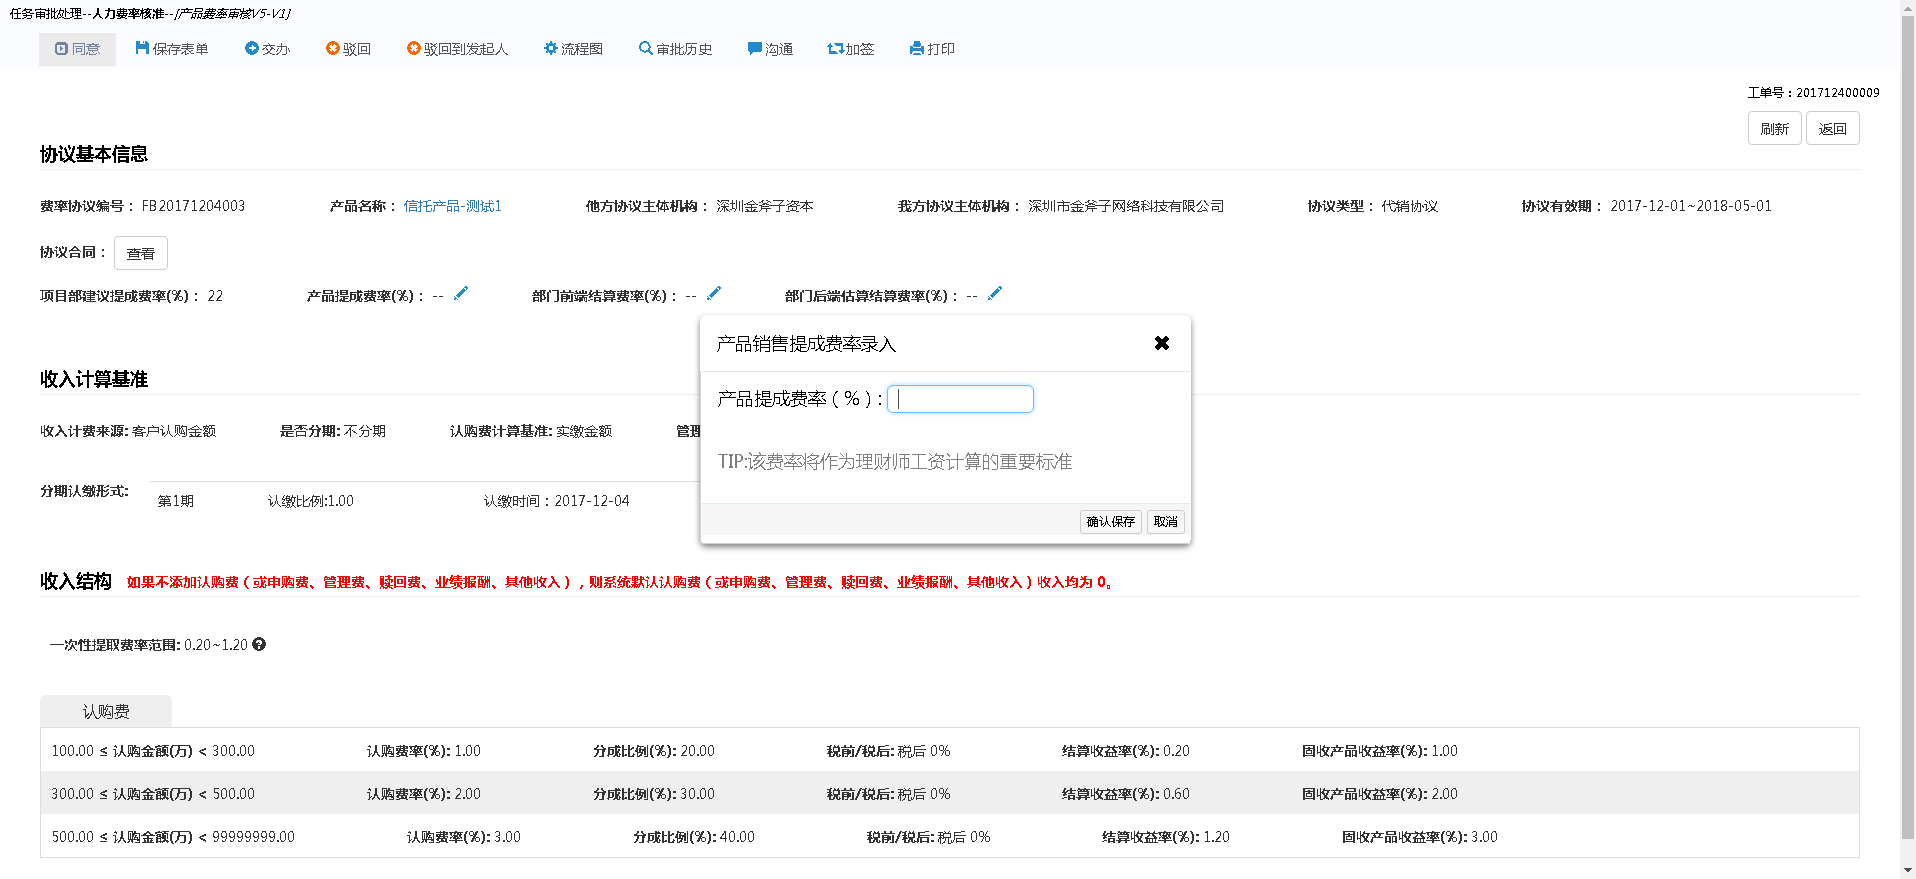 任务审批处理--人力费率核准--[产品费率审核V5-V1]
同意 保存表单 交办 驳回 驳回到发起人 流程图 审批历史 沟通 加签 打印
工单号：201712400009
刷新 返回
协议基本信息
费率协议编号： FB20171204003 产品名称： 信托产品-测试1 他方协议主体机构： 深圳金斧子资本 我方协议主体机构： 深圳市金斧子网络科技有限公司 协议类型： 代销协议 协议有效期： 2017-12-01~2018-05-01
协议合同： 查看
项目部建议提成费率(%)： 22 产品提成费率(%)： -- 部门前端结算费率(%)： -- 部门后端估算结算费率(%)： --
产品销售提成费率录入
产品提成费率（%）:
TIP:该费率将作为理财师工资计算的重要标准
确认保存 取消
收入计算基准
收入计费来源: 客户认购金额 是否分期: 不分期 认购费计算基准: 实缴金额 管理
分期认缴形式: 第1期 认缴比例:1.00 认缴时间：2017-12-04
收入结构 如果不添加认购费（或申购费、管理费、赎回费、业绩报酬、其他收入），则系统默认认购费（或申购费、管理费、赎回费、业绩报酬、其他收入）收入均为 0。
一次性提取费率范围: 0.20~1.20
认购费
100.00 ≤ 认购金额(万) < 300.00 认购费率(%): 1.00 分成比例(%): 20.00 税前/税后: 税后 0% 结算收益率(%): 0.20 固收产品收益率(%): 1.00
300.00 ≤ 认购金额(万) < 500.00 认购费率(%): 2.00 分成比例(%): 30.00 税前/税后: 税后 0% 结算收益率(%): 0.60 固收产品收益率(%): 2.00
500.00 ≤ 认购金额(万) < 99999999.00 认购费率(%): 3.00 分成比例(%): 40.00 税前/税后: 税后 0% 结算收益率(%): 1.20 固收产品收益率(%): 3.00